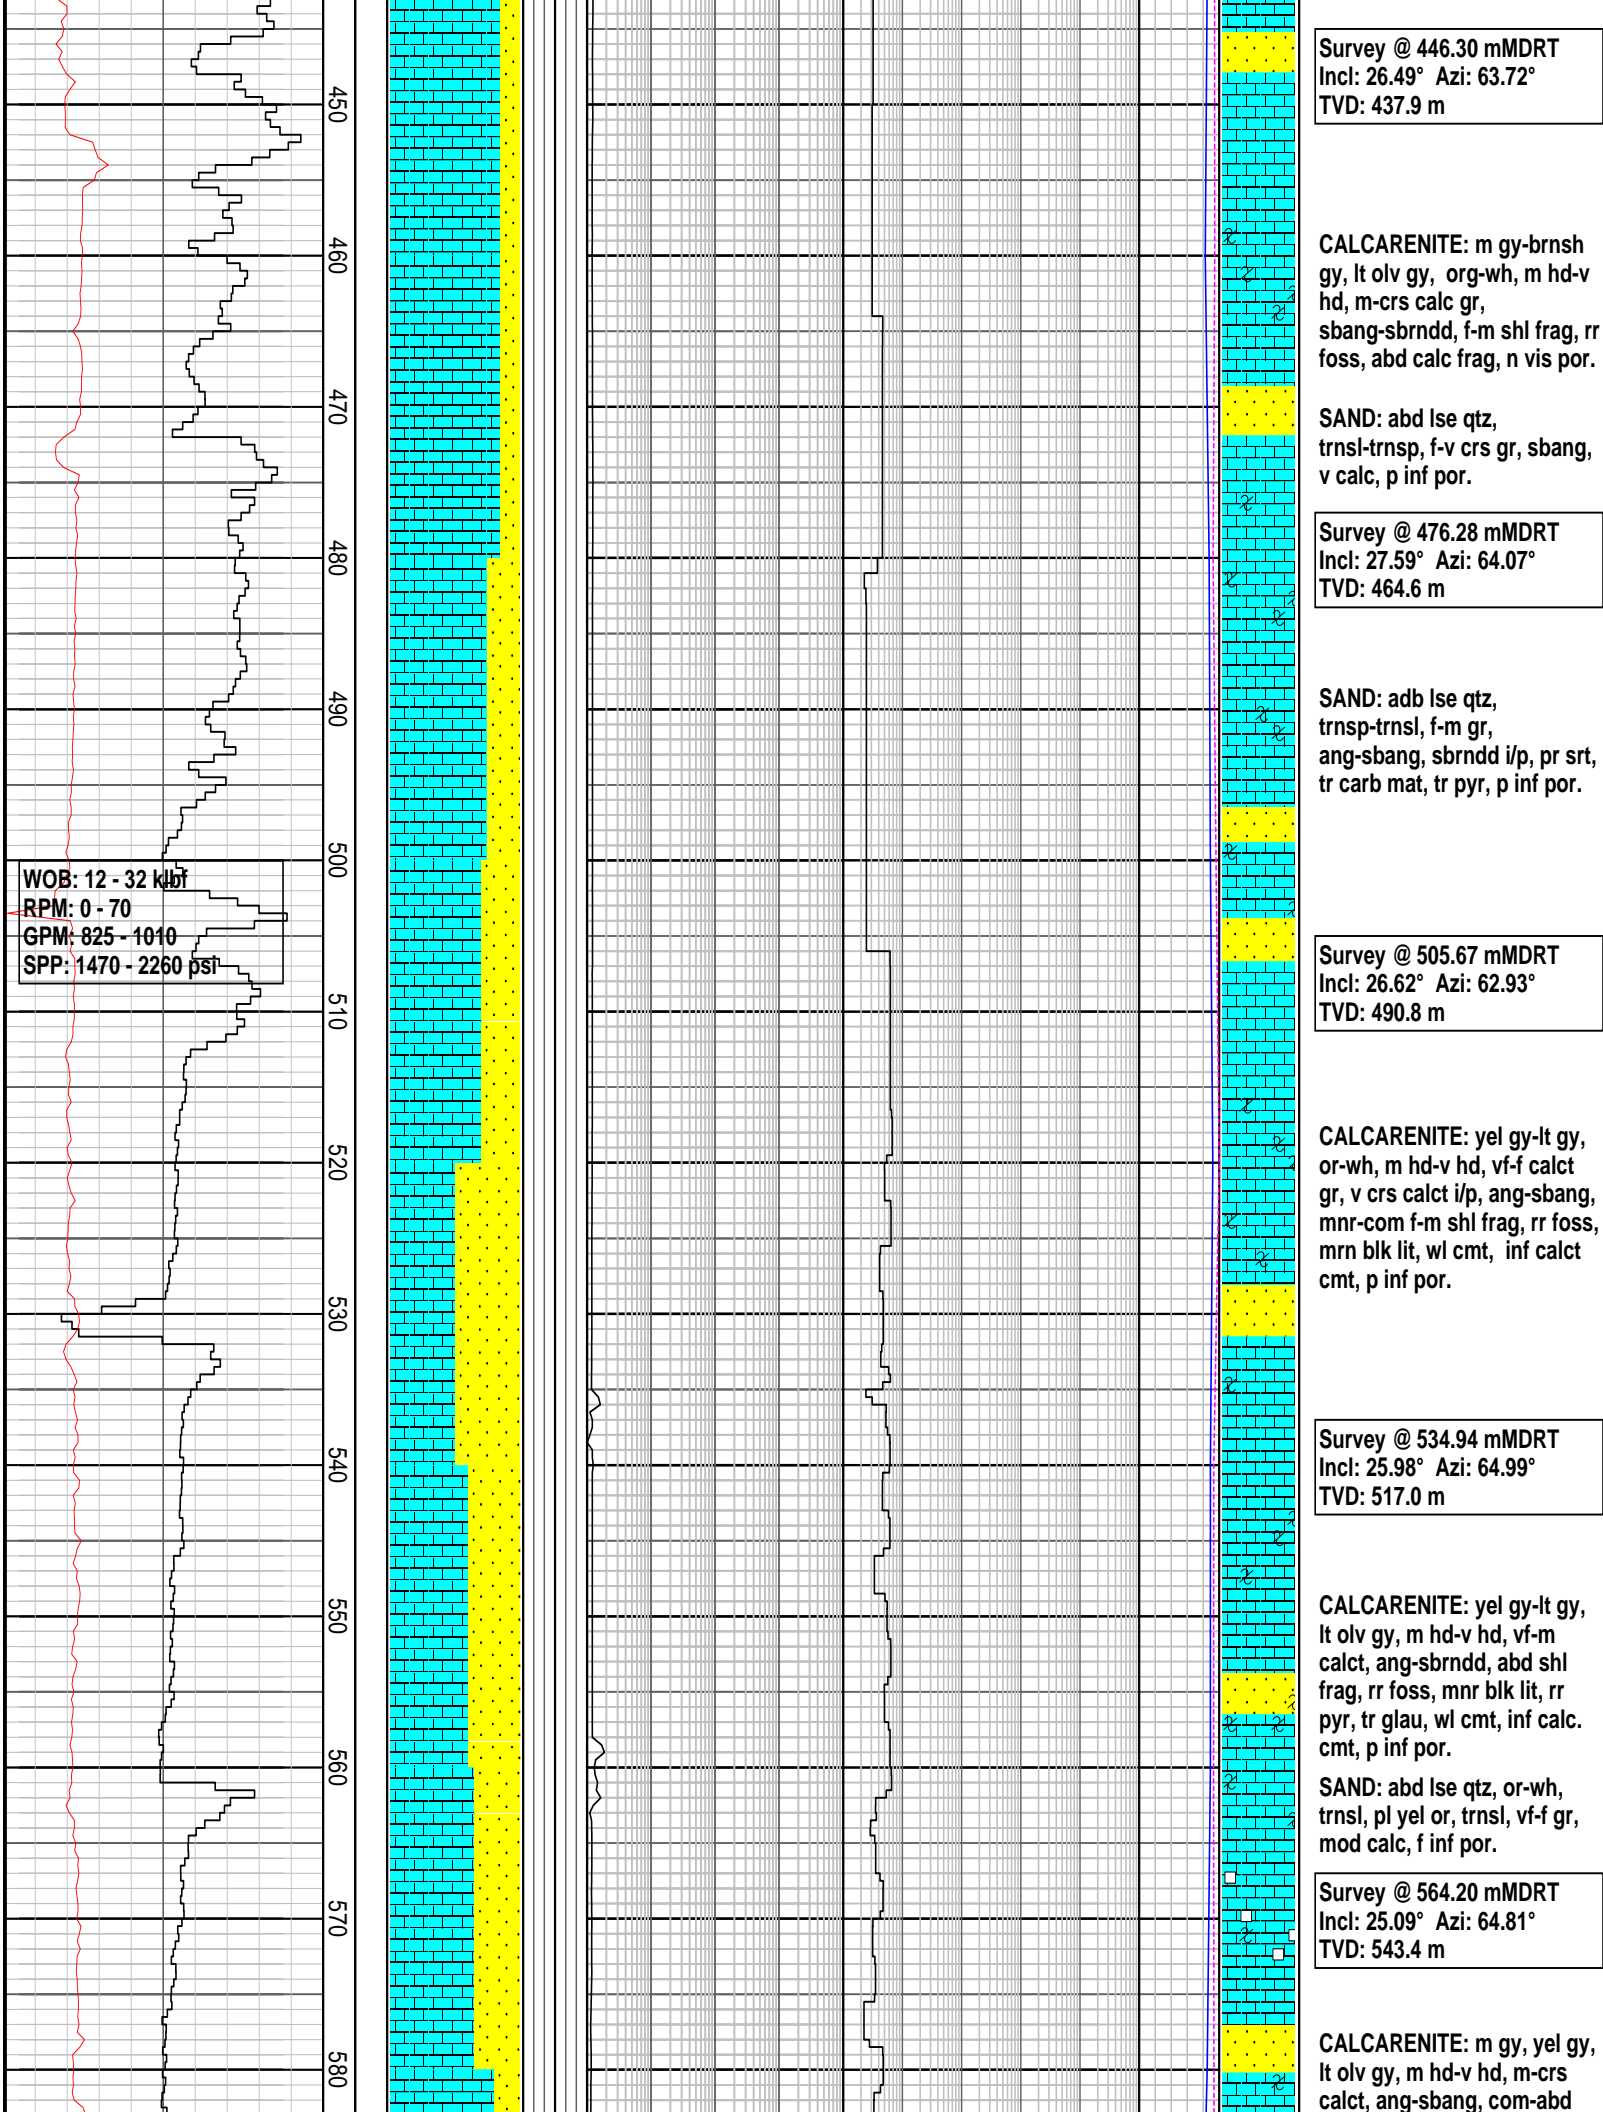 450
460
470
480
490
500
510
520
530
540
550
560
570
580
WOB: 12 - 32 klbf
RPM: 0 - 70
GPM: 825 - 1010
SPP: 1470 - 2260 psi
Survey @ 446.30 mMDRT
Incl: 26.49° Azi: 63.72°
TVD: 437.9 m
CALCARENITE: m gy-brnsh
gy, lt olv gy, org-wh, m hd-v
hd, m-crs calc gr,
sbang-sbrndd, f-m shl frag, rr
foss, abd calc frag, n vis por.
SAND: abd lse qtz,
trnsl-trnsp, f-v crs gr, sbang,
v calc, p inf por.
Survey @ 476.28 mMDRT
Incl: 27.59° Azi: 64.07°
TVD: 464.6 m
SAND: adb lse qtz,
trnsp-trnsl, f-m gr,
ang-sbang, sbrndd i/p, pr srt,
tr carb mat, tr pyr, p inf por.
Survey @ 505.67 mMDRT
Incl: 26.62° Azi: 62.93°
TVD: 490.8 m
CALCARENITE: yel gy-lt gy,
or-wh, m hd-v hd, vf-f calct
gr, v crs calct i/p, ang-sbang,
mnr-com f-m shl frag, rr foss,
mrn blk lit, wl cmt, inf calct
cmt, p inf por.
Survey @ 534.94 mMDRT
Incl: 25.98° Azi: 64.99°
TVD: 517.0 m
CALCARENITE: yel gy-lt gy,
lt olv gy, m hd-v hd, vf-m
calct, ang-sbrndd, abd shl
frag, rr foss, mnr blk lit, rr
pyr, tr glau, wl cmt, inf calc.
cmt, p inf por.
SAND: abd lse qtz, or-wh,
trnsl, pl yel or, trnsl, vf-f gr,
mod calc, f inf por.
Survey @ 564.20 mMDRT
Incl: 25.09° Azi: 64.81°
TVD: 543.4 m
CALCARENITE: m gy, yel gy,
lt olv gy, m hd-v hd, m-crs
calct, ang-sbang, com-abd